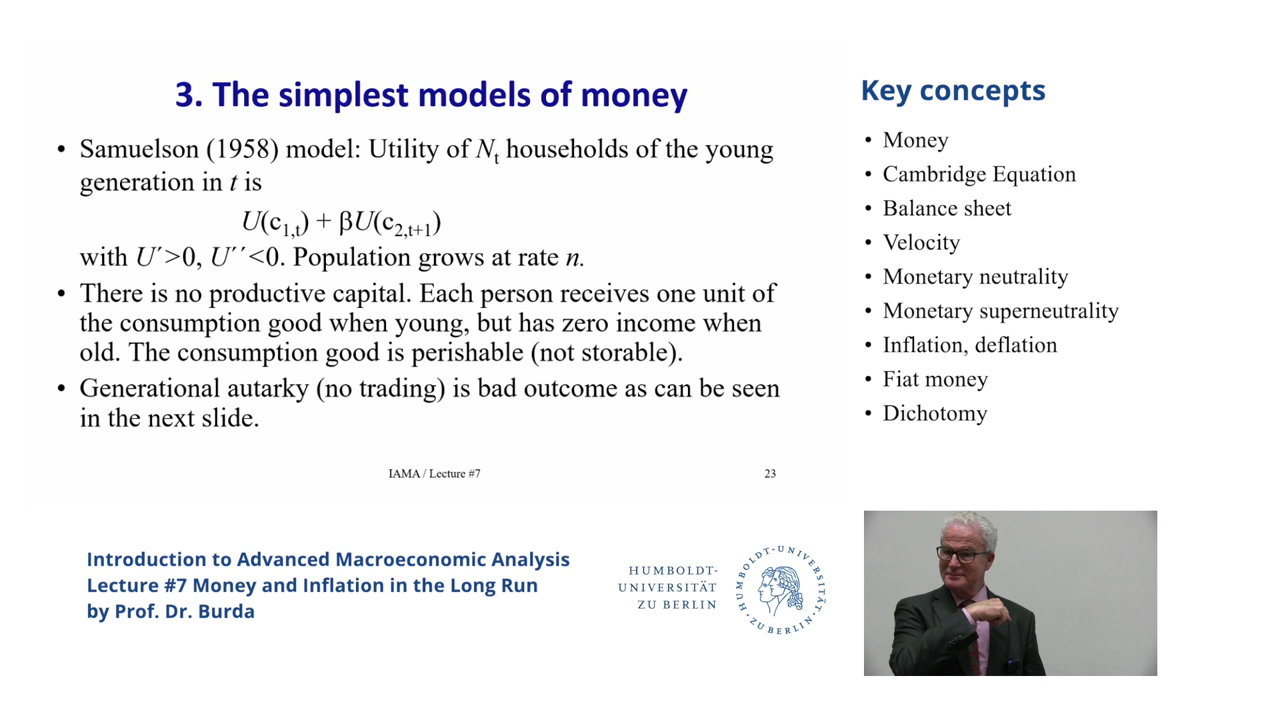 3. The simplest models of money
• Samuelson (1958) model: Utility of Nt households of the young
generation in t is
U(c1,t) + βU(c2,t+1)
with U´>0, U´´<0. Population grows at rate n.
• There is no productive capital. Each person receives one unit of
the consumption good when young, but has zero income when
old. The consumption good is perishable (not storable).
• Generational autarky (no trading) is bad outcome as can be seen
in the next slide.
IAMA / Lecture #7
23
Key concepts
• Money
• Cambridge Equation
• Balance sheet
• Velocity
• Monetary neutrality
• Monetary superneutrality
• Inflation, deflation
• Fiat money
• Dichotomy
Introduction to Advanced Macroeconomic Analysis
Lecture #7 Money and Inflation in the Long Run
by Prof. Dr. Burda
HUMBOLDT-
UNIVERSITÄT
ZU BERLIN
HUMBOLDT-UNIVERSITÄT
· ZU BERLIN ·